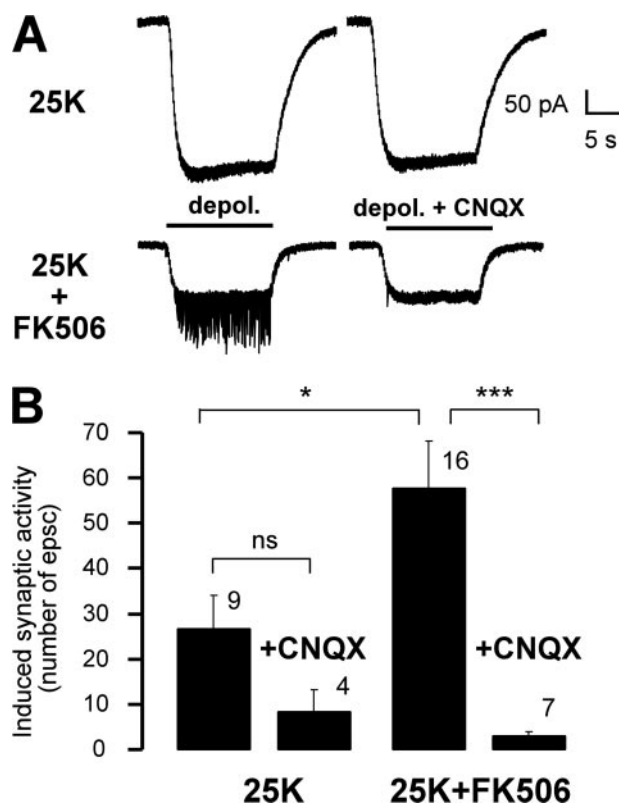 A
25K
50 pA
5 s
depol.
depol. + CNQX
25K
+
FK506
B
*
***
ns
Induced synaptic activity
(number of epsc)
70
60
50
40
30
20
10
0
9
+CNQX
4
16
+CNQX
7
25K
25K+FK506